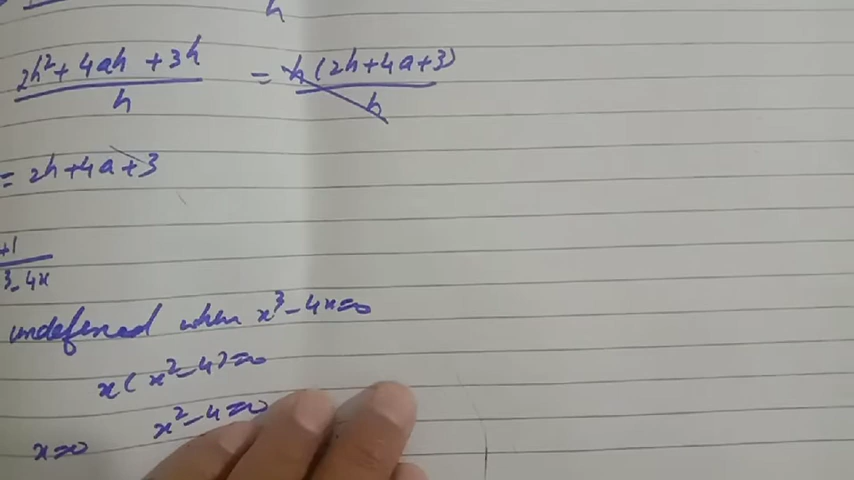 h
2h²+4ah+3h / h = h(2h+4a+3) / h
= 2h+4a+3
+1
3-4x
undefined when x³-4x=0
x(x²-4)=0
x=0 x²-4=0